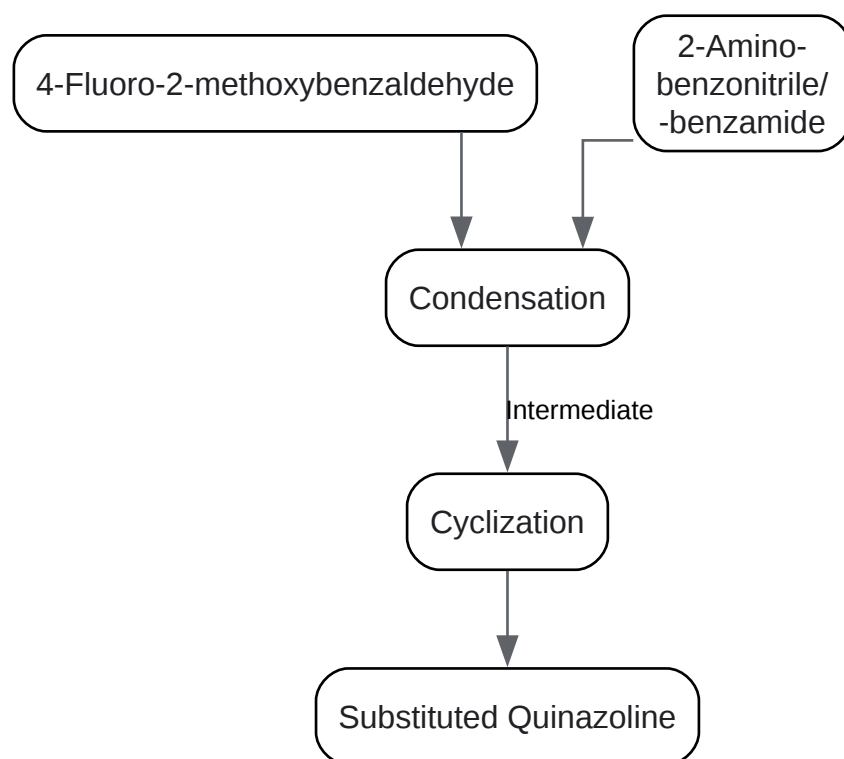 4-Fluoro-2-methoxybenzaldehyde
2-Amino-
benzonitrile/
-benzamide
Condensation
Intermediate
Cyclization
Substituted Quinazoline